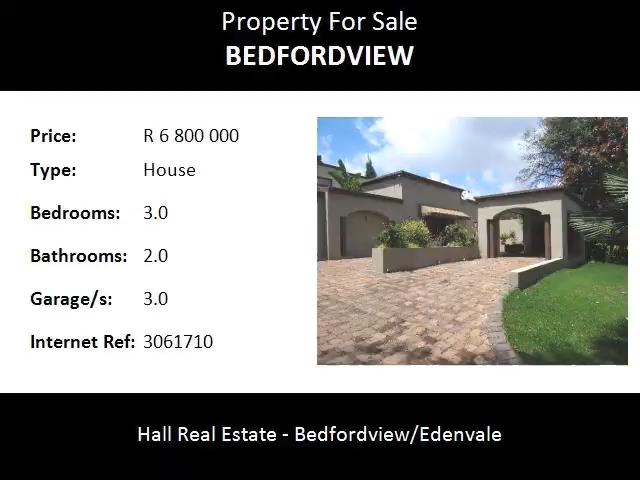 Property For Sale
BEDFORDVIEW
Price: R 6 800 000
Type: House
Bedrooms: 3.0
Bathrooms: 2.0
Garage/s: 3.0
Internet Ref: 3061710
Hall Real Estate - Bedfordview/Edenvale